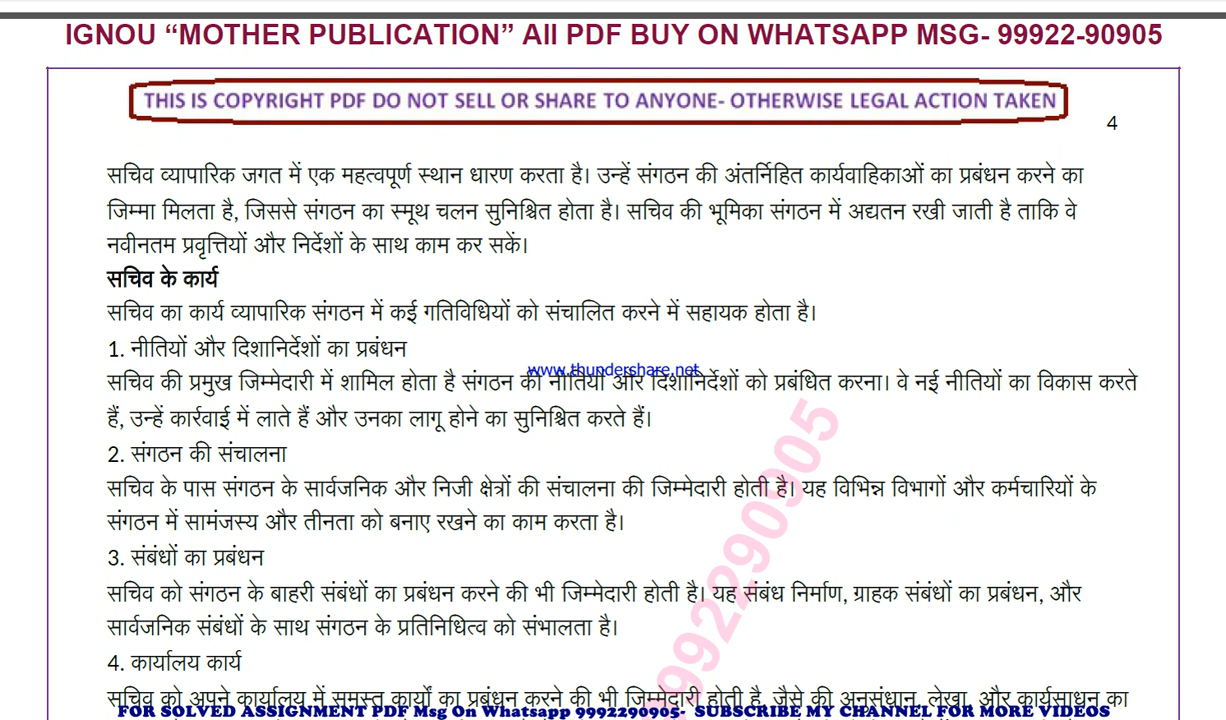 IGNOU “MOTHER PUBLICATION” All PDF BUY ON WHATSAPP MSG- 99922-90905
THIS IS COPYRIGHT PDF DO NOT SELL OR SHARE TO ANYONE- OTHERWISE LEGAL ACTION TAKEN
4
सचिव व्यापारिक जगत में एक महत्वपूर्ण स्थान धारण करता है। उन्हें संगठन की अंतर्निहित कार्यवाहिकाओं का प्रबंधन करने का
जिम्मा मिलता है, जिससे संगठन का स्मूथ चलन सुनिश्चित होता है। सचिव की भूमिका संगठन में अद्यतन रखी जाती है ताकि वे
नवीनतम प्रवृत्तियों और निर्देशों के साथ काम कर सकें।
सचिव के कार्य
सचिव का कार्य व्यापारिक संगठन में कई गतिविधियों को संचालित करने में सहायक होता है।
1. नीतियों और दिशानिर्देशों का प्रबंधन
www.thundershare.net
सचिव की प्रमुख जिम्मेदारी में शामिल होता है संगठन की नीतियों और दिशानिर्देशों को प्रबंधित करना। वे नई नीतियों का विकास करते
हैं, उन्हें कार्रवाई में लाते हैं और उनका लागू होने का सुनिश्चित करते हैं।
2. संगठन की संचालना
सचिव के पास संगठन के सार्वजनिक और निजी क्षेत्रों की संचालना की जिम्मेदारी होती है। यह विभिन्न विभागों और कर्मचारियों के
संगठन में सामंजस्य और तीनता को बनाए रखने का काम करता है।
3. संबंधों का प्रबंधन
सचिव को संगठन के बाहरी संबंधों का प्रबंधन करने की भी जिम्मेदारी होती है। यह संबंध निर्माण, ग्राहक संबंधों का प्रबंधन, और
सार्वजनिक संबंधों के साथ संगठन के प्रतिनिधित्व को संभालता है।
4. कार्यालय कार्य
सचिव को अपने कार्यालय में समस्त कार्यों का प्रबंधन करने की भी जिम्मेदारी होती है, जैसे की अनुसंधान, लेखा, और कार्यसाधन का
9992290905
FOR SOLVED ASSIGNMENT PDF Msg On Whatsapp 9992290905- SUBSCRIBE MY CHANNEL FOR MORE VIDEOS